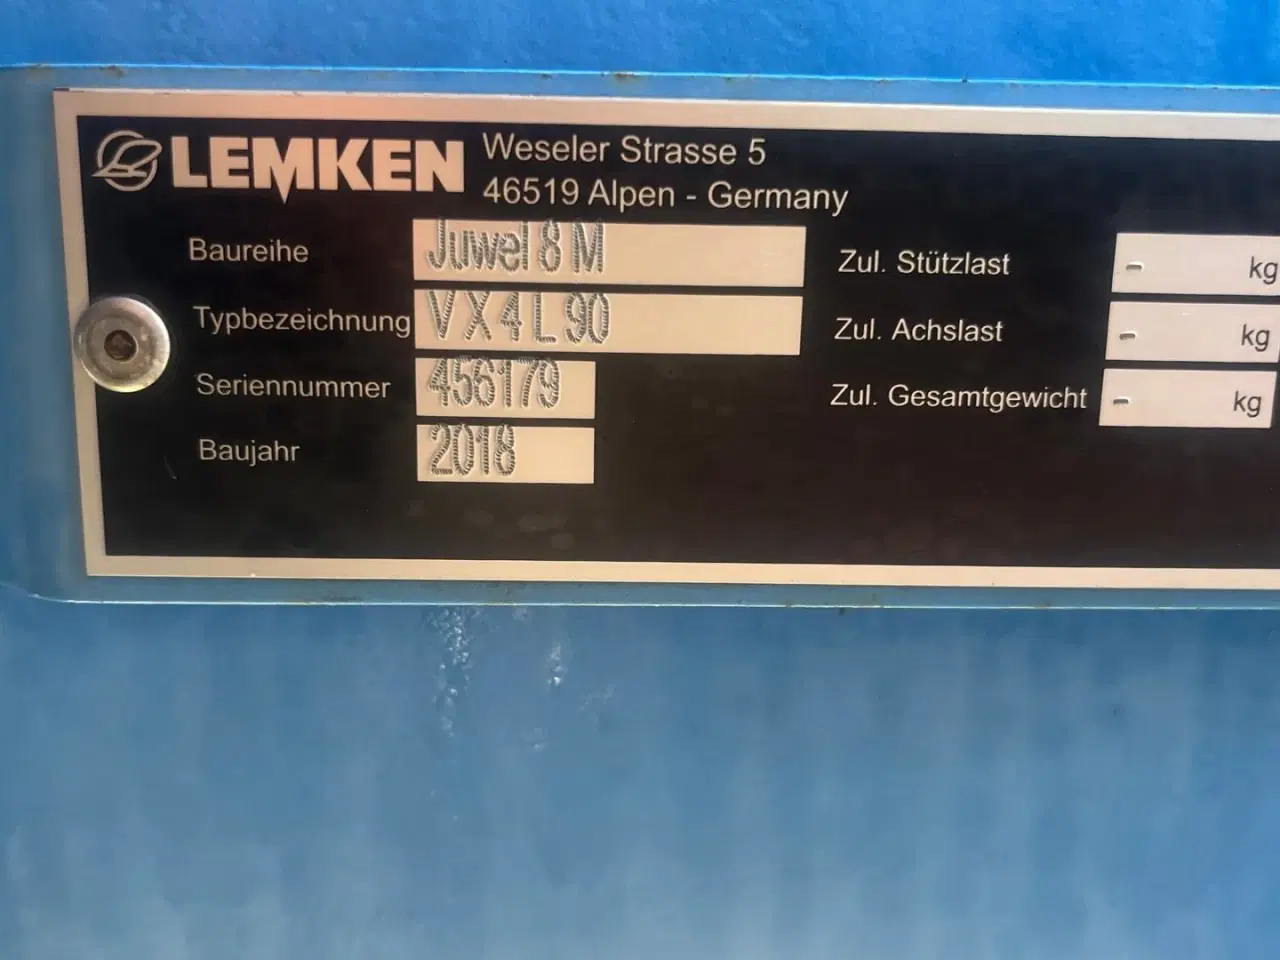 LEMKEN
Weseler Strasse 5
46519 Alpen - Germany
Baureihe Juwel 8 M
Typbezeichnung VX4L90
Seriennummer 456179
Baujahr 2018
Zul. Stützlast - kg
Zul. Achslast - kg
Zul. Gesamtgewicht - kg